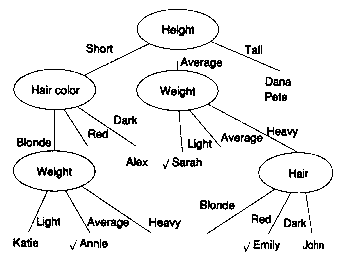 Height
Short
Average
Tall
Hair color
Weight
Dana
Pete
Blonde
Red
Dark
Light
Average
Heavy
Alex
√ Sarah
Weight
Hair
Light
Average
Heavy
Blonde
Red
Dark
Katie
√ Annie
√ Emily
John